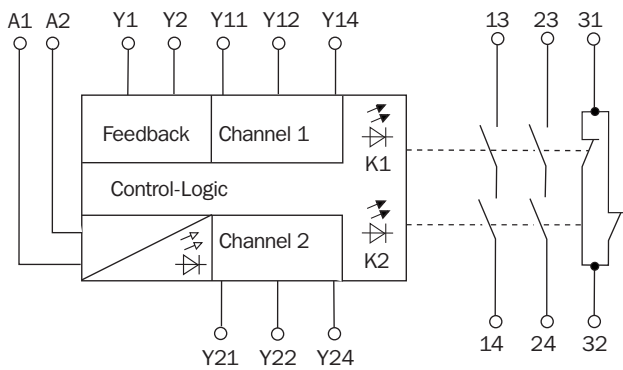 A1 A2 Y1 Y2 Y11 Y12 Y14 13 23 31
Feedback Channel 1
K1
Control-Logic
Channel 2
K2
Y21 Y22 Y24 14 24 32